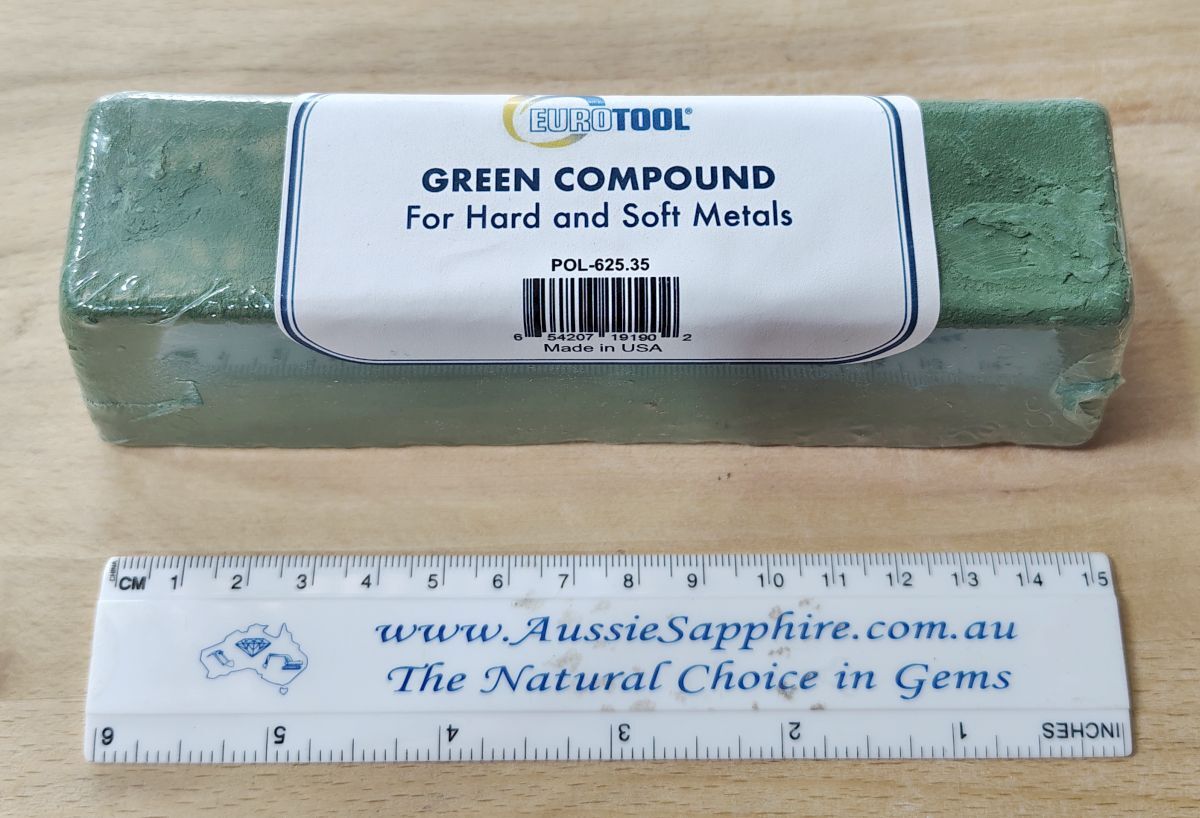 EUROTOOL®
GREEN COMPOUND
For Hard and Soft Metals
POL-625.35
6 54207 19190 2
Made in USA
CHINA
CM 1 2 3 4 5 6 7 8 9 10 11 12 13 14 15
www.AussieSapphire.com.au
The Natural Choice in Gems
6 5 4 3 2 1 INCHES